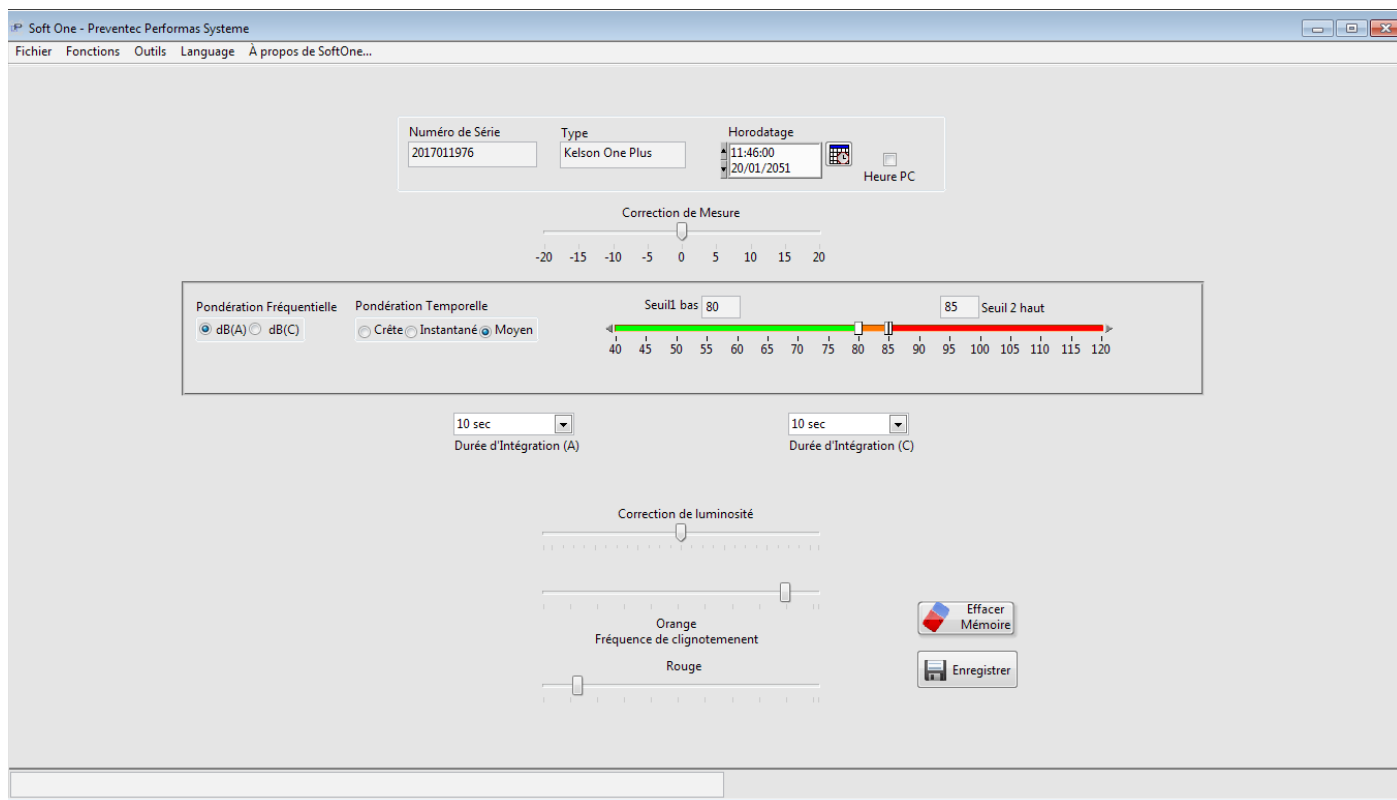 Soft One - Preventec Performas Systeme
Fichier Fonctions Outils Language À propos de SoftOne...
Numéro de Série Type Horodatage
2017011976 Kelson One Plus 11:46:00
20/01/2051
Heure PC
Correction de Mesure
-20 -15 -10 -5 0 5 10 15 20
Pondération Fréquentielle Pondération Temporelle Seuil1 bas 80 85 Seuil 2 haut
dB(A) dB(C) Crête Instantané Moyen
40 45 50 55 60 65 70 75 80 85 90 95 100 105 110 115 120
10 sec 10 sec
Durée d'Intégration (A) Durée d'Intégration (C)
Correction de luminosité
Orange
Fréquence de clignotemenent
Rouge
Effacer
Mémoire
Enregistrer